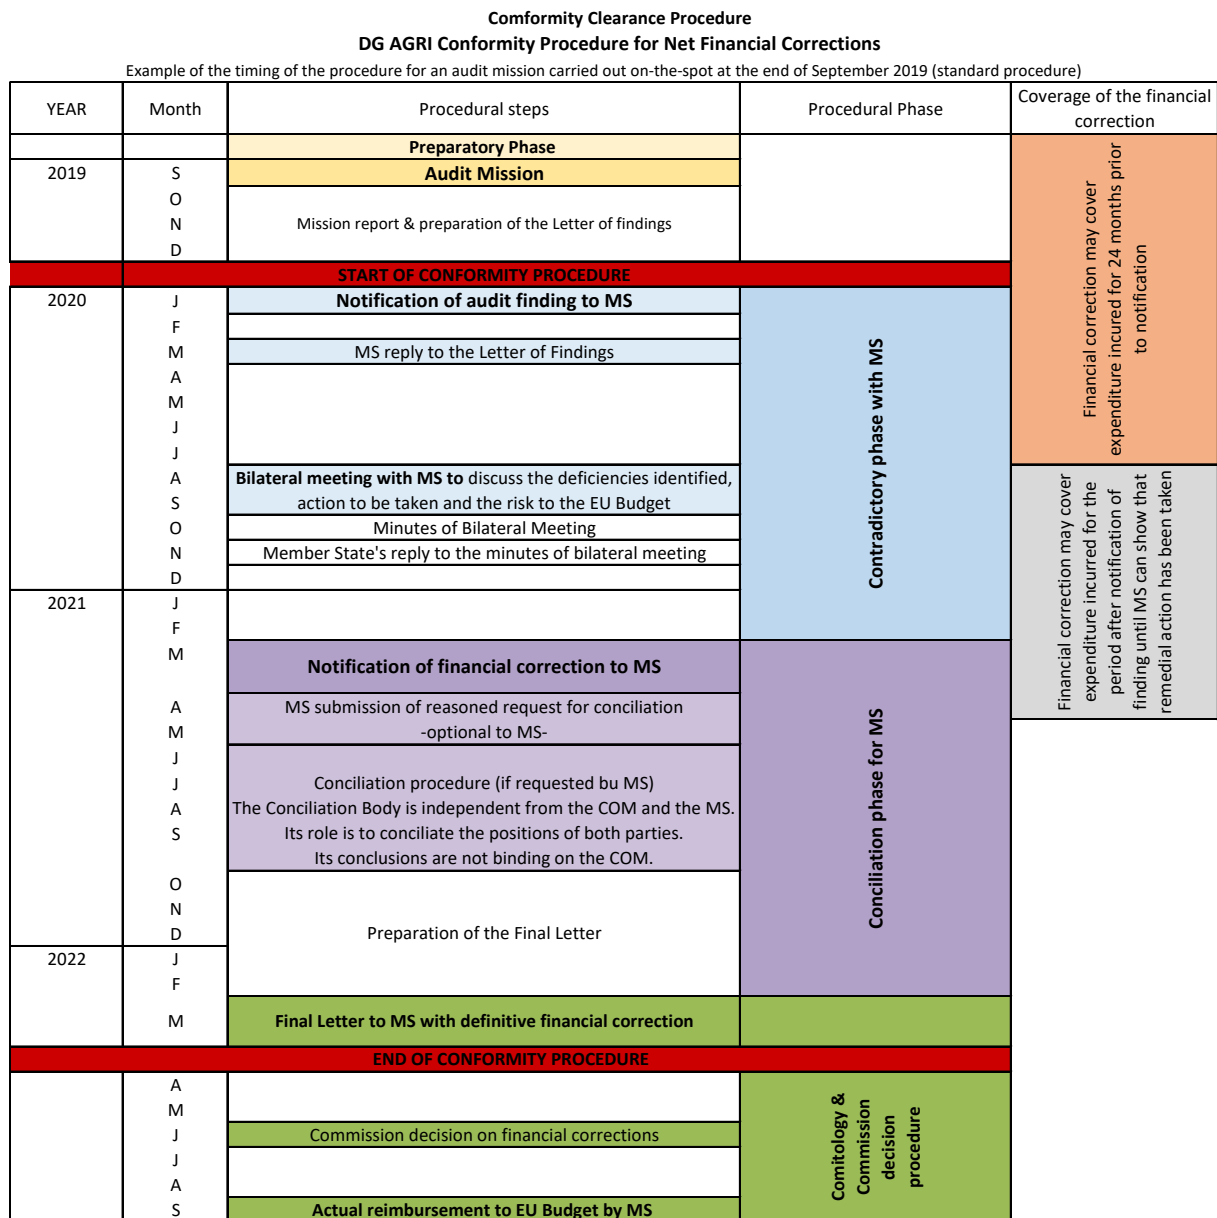 Comformity Clearance Procedure
DG AGRI Conformity Procedure for Net Financial Corrections
Example of the timing of the procedure for an audit mission carried out on-the-spot at the end of September 2019 (standard procedure)
YEAR Month Procedural steps Procedural Phase Coverage of the financial
correction
Preparatory Phase
2019 S Audit Mission
O
N Mission report & preparation of the Letter of findings
D
Financial correction may cover
expenditure incured for 24 months prior
to notification
START OF CONFORMITY PROCEDURE
2020 J Notification of audit finding to MS
F
M MS reply to the Letter of Findings
A
M
J
J
Contradictory phase with MS
A Bilateral meeting with MS to discuss the deficiencies identified,
S action to be taken and the risk to the EU Budget
O Minutes of Bilateral Meeting
N Member State's reply to the minutes of bilateral meeting
D
Financial correction may cover
expenditure incurred for the
period after notification of
finding until MS can show that
remedial action has been taken
2021 J
F
M Notification of financial correction to MS
A MS submission of reasoned request for conciliation
M -optional to MS-
J
J Conciliation procedure (if requested bu MS)
A The Conciliation Body is independent from the COM and the MS.
S Its role is to conciliate the positions of both parties.
Its conclusions are not binding on the COM.
Conciliation phase for MS
O
N
D Preparation of the Final Letter
2022 J
F
M Final Letter to MS with definitive financial correction
END OF CONFORMITY PROCEDURE
A
M
J Commission decision on financial corrections
J
A
S Actual reimbursement to EU Budget by MS
Comitology &
Commission
decision
procedure